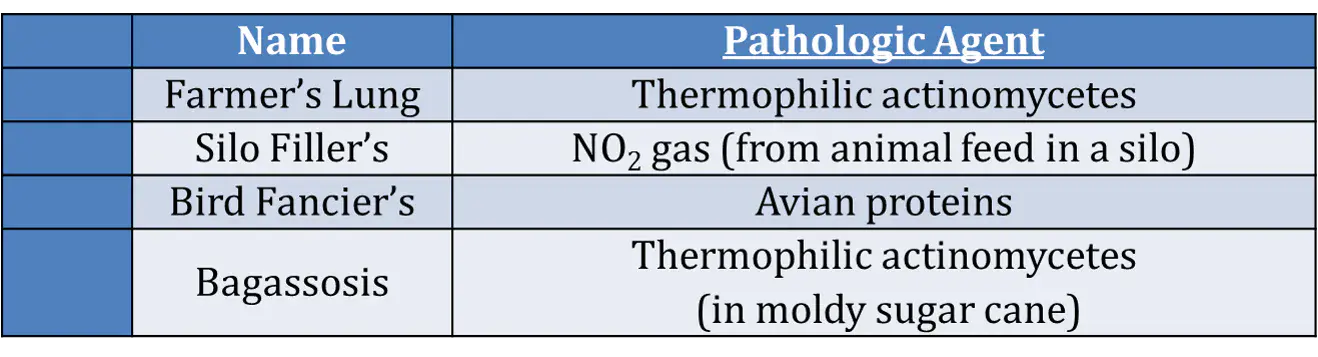 Name Pathologic Agent
Farmer’s Lung Thermophilic actinomycetes
Silo Filler’s NO₂ gas (from animal feed in a silo)
Bird Fancier’s Avian proteins
Bagassosis Thermophilic actinomycetes
(in moldy sugar cane)